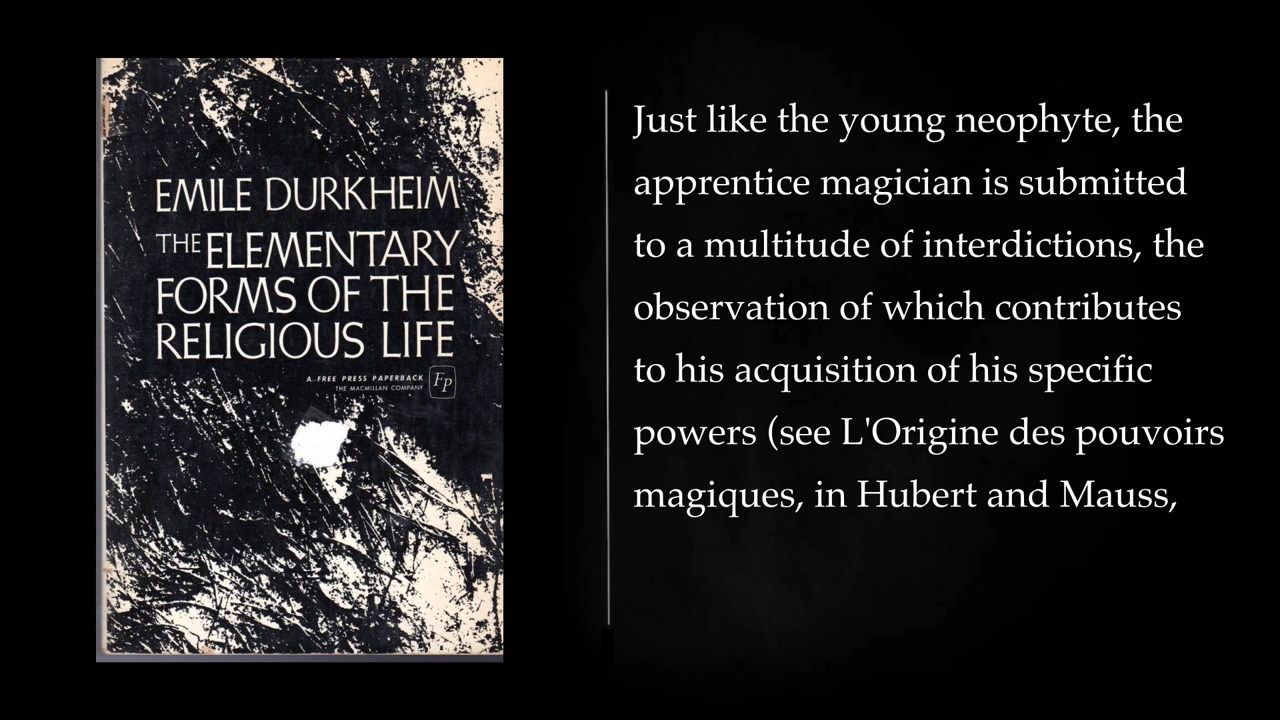 EMILE DURKHEIM
THE ELEMENTARY
FORMS OF THE
RELIGIOUS LIFE
A FREE PRESS PAPERBACK
THE MACMILLAN COMPANY
Fp
Just like the young neophyte, the
apprentice magician is submitted
to a multitude of interdictions, the
observation of which contributes
to his acquisition of his specific
powers (see L'Origine des pouvoirs
magiques, in Hubert and Mauss,